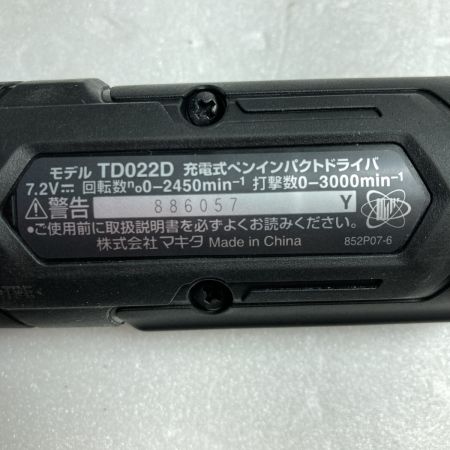 モデル TD022D 充電式ペンインパクトドライバ
7.2V⎓ 回転数 n₀0-2450min⁻¹ 打撃数0-3000min⁻¹
⚠警告 886057 Y
•ご使用前に取扱説明書を必ずよくお読みください。
株式会社マキタ Made in China 852P07-6